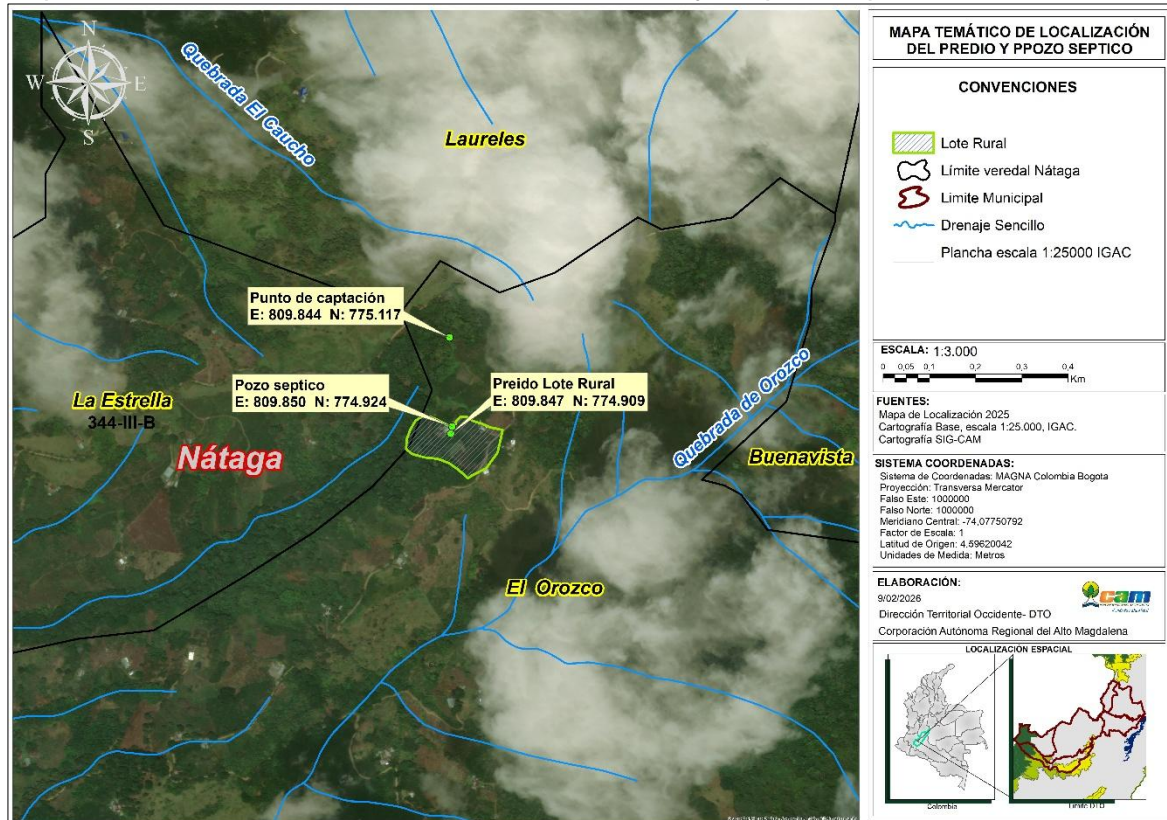 N
W
E
S
Quebrada El Caucho
Laureles
Punto de captación
E: 809.844 N: 775.117
Pozo septico
E: 809.850 N: 774.924
Preido Lote Rural
E: 809.847 N: 774.909
La Estrella
344-III-B
Nátaga
Quebrada de Orozco
Buenavista
El Orozco
MAPA TEMÁTICO DE LOCALIZACIÓN
DEL PREDIO Y PPOZO SEPTICO
CONVENCIONES
Lote Rural
Límite veredal Nátaga
Limite Municipal
Drenaje Sencillo
Plancha escala 1:25000 IGAC
ESCALA: 1:3.000
0 0,05 0,1 0,2 0,3 0,4
Km
FUENTES:
Mapa de Localización 2025
Cartografía Base, escala 1:25.000, IGAC.
Cartografía SIG-CAM
SISTEMA COORDENADAS:
Sistema de Coordenadas: MAGNA Colombia Bogota
Proyección: Transversa Mercator
Falso Este: 1000000
Falso Norte: 1000000
Meridiano Central: -74,07750792
Factor de Escala: 1
Latitud de Origen: 4,59620042
Unidades de Medida: Metros
ELABORACIÓN:
9/02/2026
cam
Dirección Territorial Occidente- DTO
Corporación Autónoma Regional del Alto Magdalena
LOCALIZACIÓN ESPACIAL
Colombia
Limite DTO